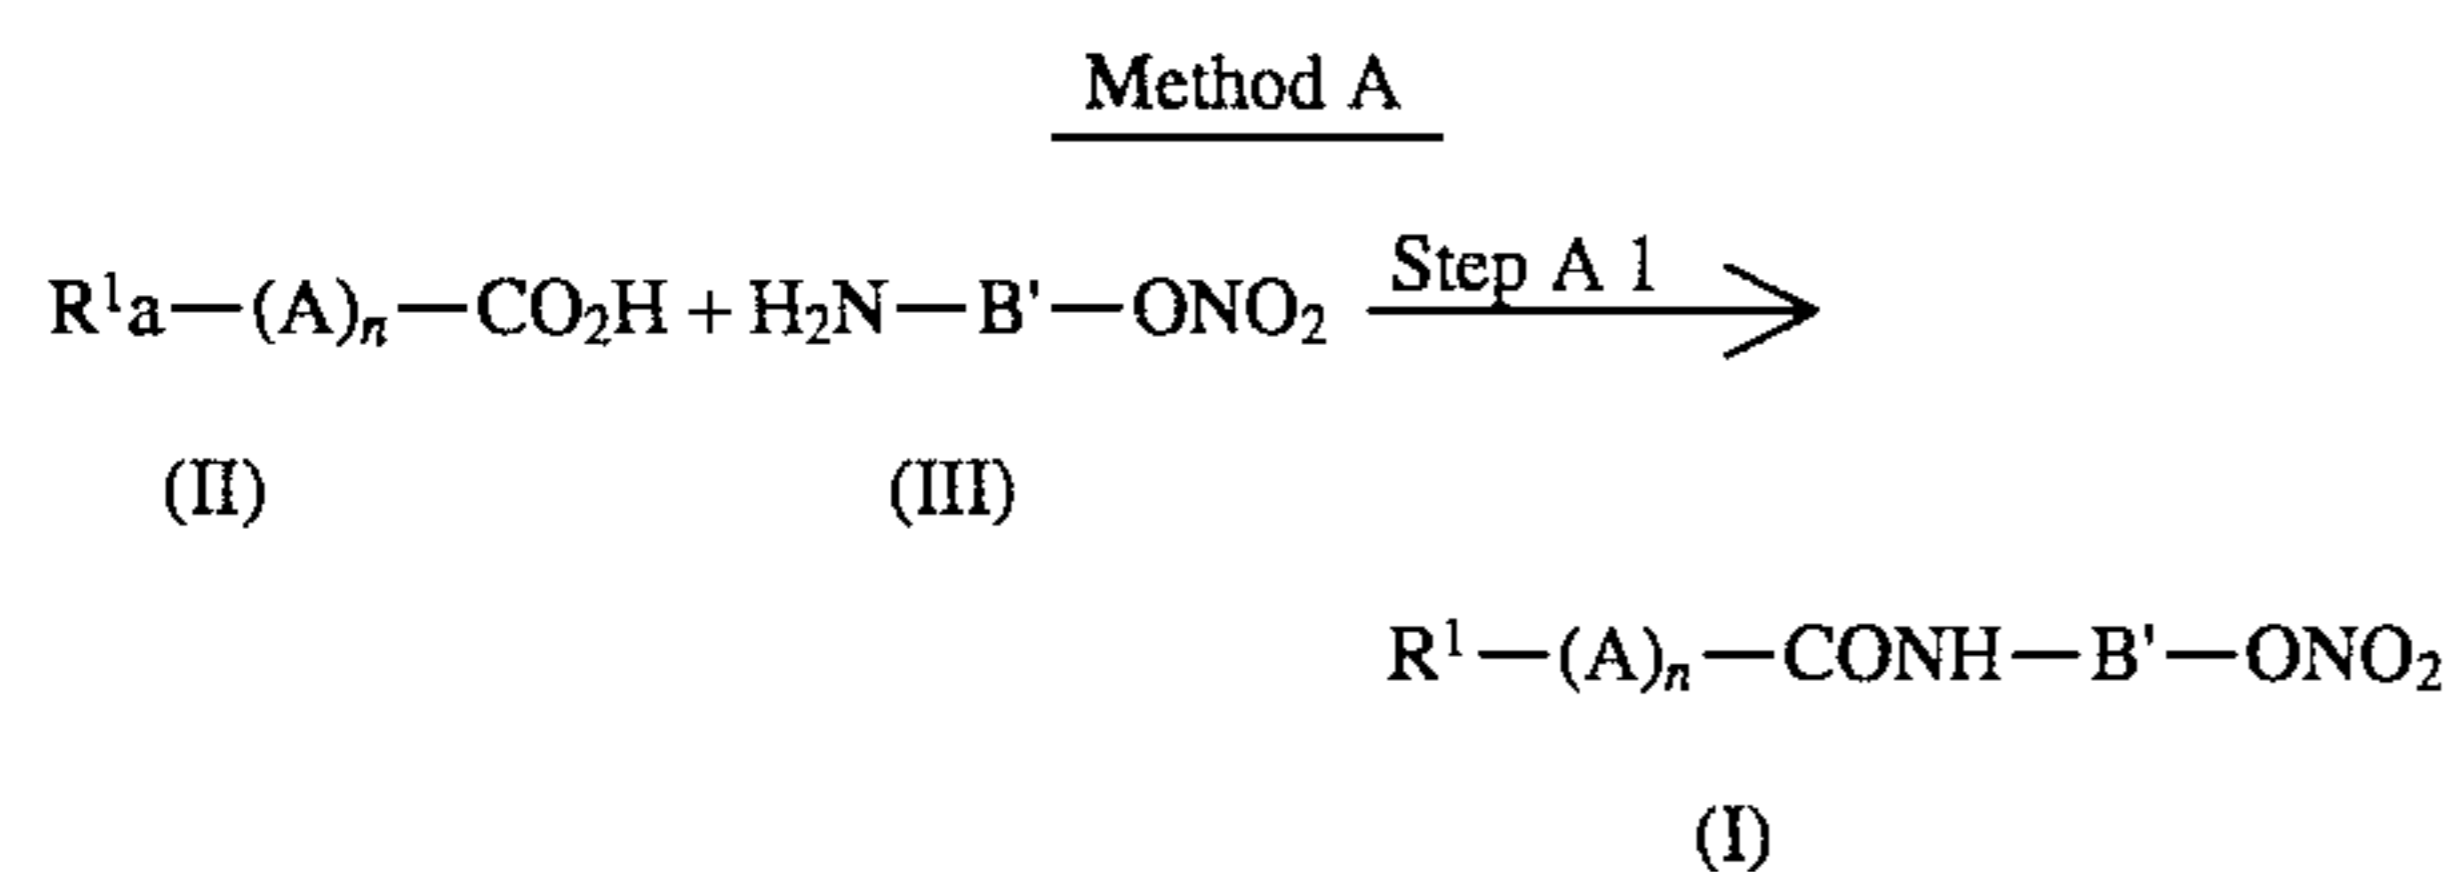 Method A
R¹a—(A)ₙ—CO₂H + H₂N—B'—ONO₂ Step A 1
(II) (III)
R¹—(A)ₙ—CONH—B'—ONO₂
(I)